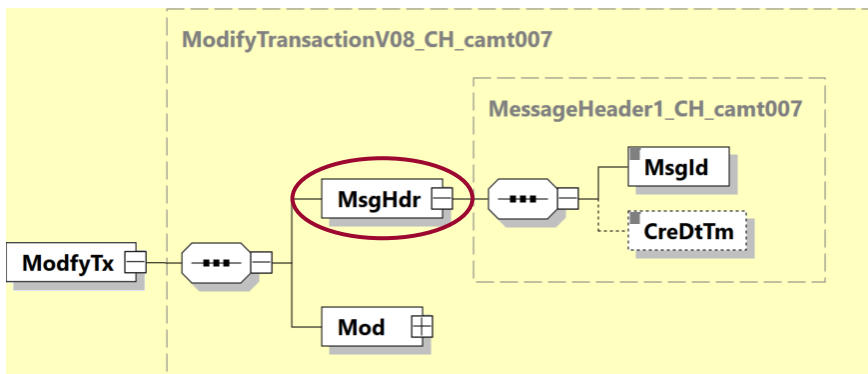 ModifyTransactionV08_CH_camt007
MessageHeader1_CH_camt007
MsgId
MsgHdr
CreDtTm
ModfyTx
Mod